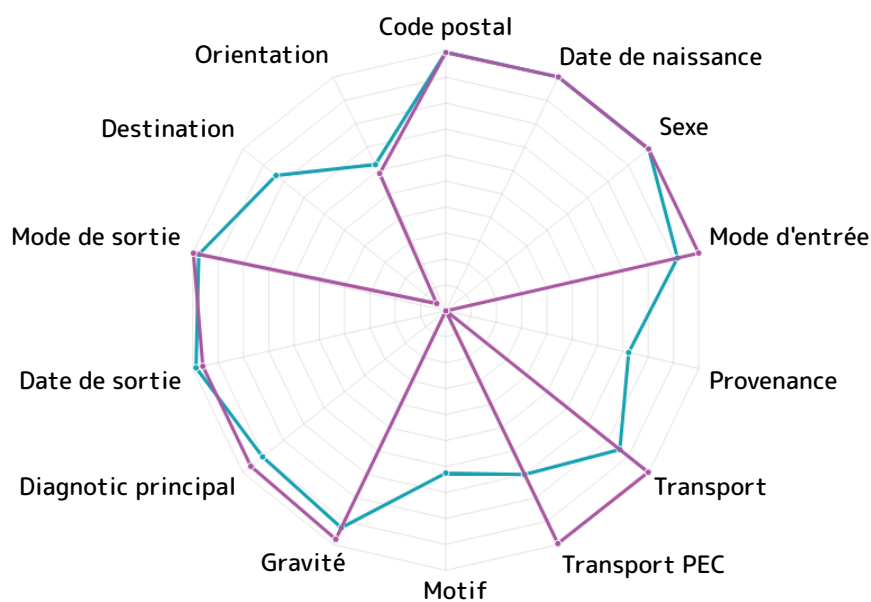 Code postal
Orientation
Date de naissance
Destination
Sexe
Mode de sortie
Mode d'entrée
Date de sortie
Provenance
Diagnotic principal
Transport
Gravité
Transport PEC
Motif